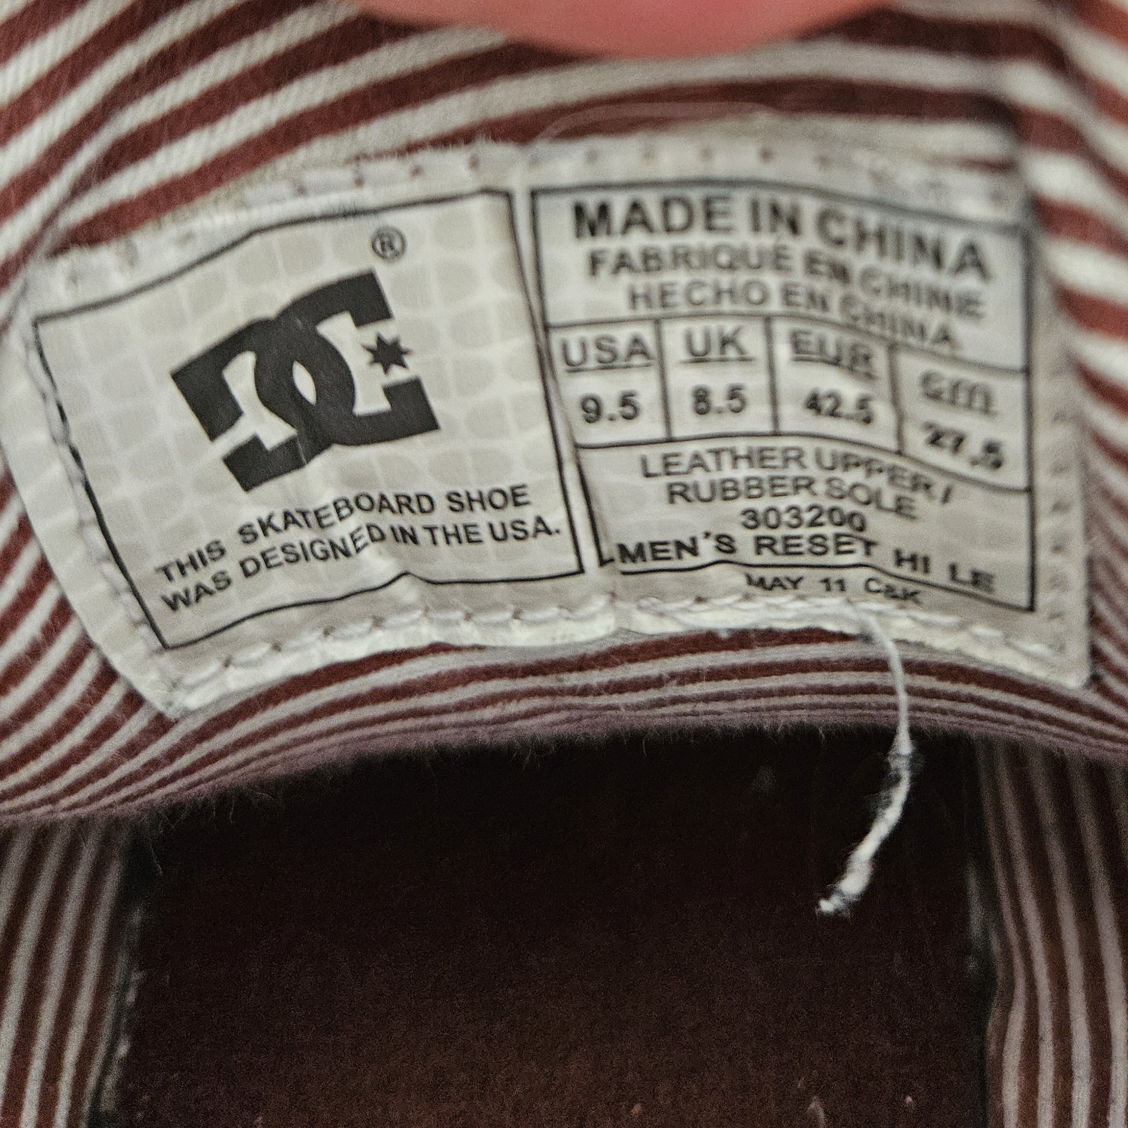 DC®
THIS SKATEBOARD SHOE
WAS DESIGNED IN THE USA.
MADE IN CHINA
FABRIQUÉ EN CHINE
HECHO EN CHINA
USA UK EUR cm
9.5 8.5 42.5 27.5
LEATHER UPPER /
RUBBER SOLE
303200
MEN'S RESET HI LE
MAY 11 C&K